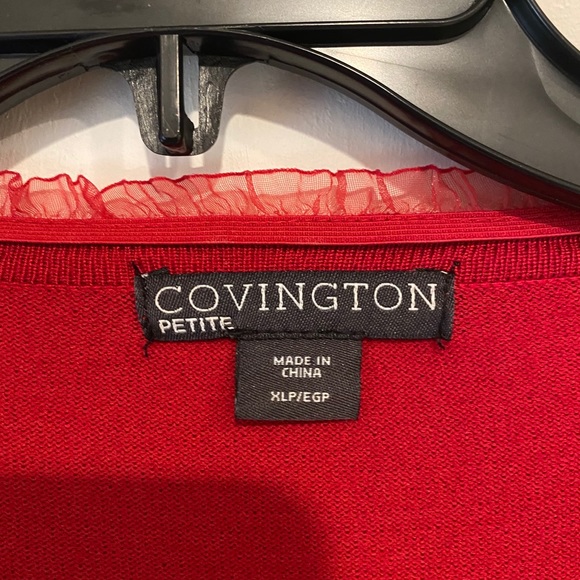 COVINGTON
PETITE
MADE IN
CHINA
XLP/EGP